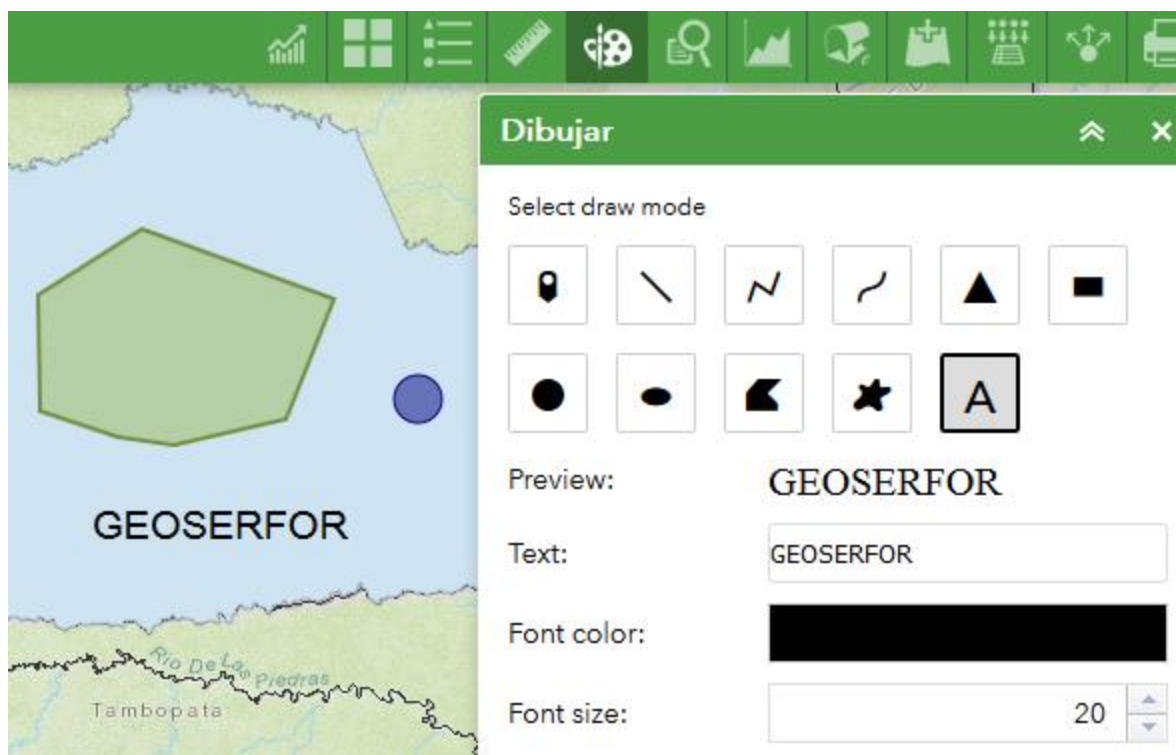 Dibujar
Select draw mode
A
Preview: GEOSERFOR
Text: GEOSERFOR
Font color:
Font size: 20
GEOSERFOR
Rio De Las Piedras
Tambopata